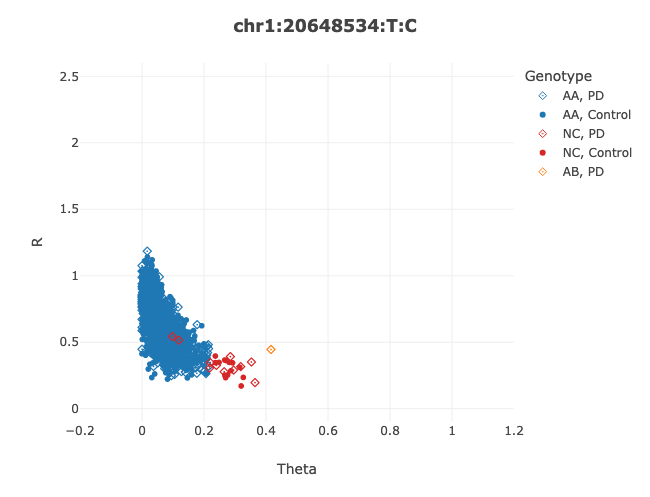 chr1:20648534:T:C
Genotype
AA, PD
AA, Control
NC, PD
NC, Control
AB, PD
2.5
2
1.5
1
0.5
0
R
−0.2
0
0.2
0.4
0.6
0.8
1
1.2
Theta